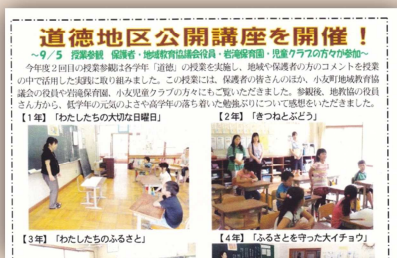 道徳地区公開講座を開催！
～9／5　授業参観　保護者・地域教育協議会役員・岩滝保育園・児童クラブの方々が参加～
今年度２回目の授業参観は各学年「道徳」の授業を実施し、地域や保護者の方のコメントを授業
の中で活用した実践に取り組みました。この授業には、保護者の皆さんのほか、小友町地域教育協
議会の役員や岩滝保育園、小友児童クラブの方々にもご覧いただきました。参観後、地教協の役員
さん方から、低学年の元気のよさや高学年の落ち着いた勉強ぶりについて感想をいただきました。
【１年】「わたしたちの大切な日曜日」
【２年】「きつねとぶどう」
【３年】「わたしたちのふるさと」
【４年】「ふるさとを守った大イチョウ」